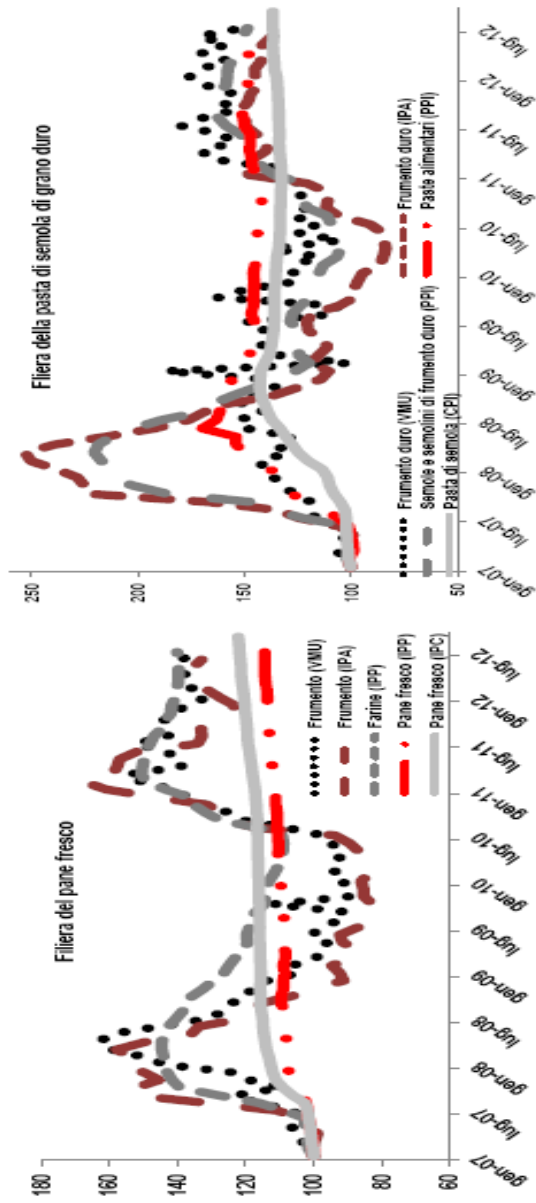 Filiera del pane fresco
180
160
140
120
100
80
60
gen-07
lug-07
gen-08
lug-08
gen-09
lug-09
gen-10
lug-10
gen-11
lug-11
gen-12
lug-12
Frumento (VMU)
Frumento (IPA)
Farine (IPP)
Pane fresco (IPP)
Pane fresco (IPC)
Fliera della pasta di semola di grano duro
250
200
150
100
50
gen-07
lug-07
gen-08
lug-08
gen-09
lug-09
gen-10
lug-10
gen-11
lug-11
gen-12
lug-12
Frumento duro (VMU)
Frumento duro (IPA)
Semole e semolini di frumento duro (PPI)
Paste alimentari (PPI)
Pasta di semola (CPI)